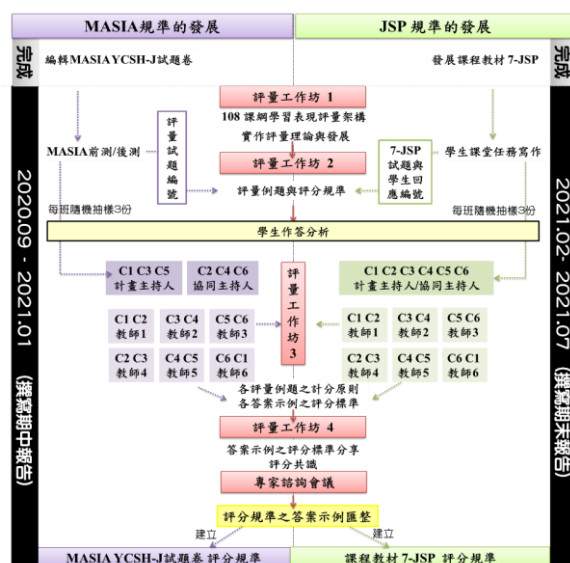 MASIA規準的發展
JSP 規準的發展
完成
編輯MASIA YCSH-J試題卷
發展課程教材 7-JSP
完成
評量工作坊 1
108 課綱學習表現評量架構
實作評量理論與發展
評量試題編號
MASIA前測/後測
評量工作坊 2
7-JSP
試題與
學生回
應編號
學生課堂任務寫作
評量例題與評分規準
每班隨機抽樣3份
每班隨機抽樣3份
學生作答分析
2020.09 - 2021.01 (撰寫期中報告)
2021.02- 2021.07 (撰寫期末報告)
C1 C3 C5
計畫主持人
C2 C4 C6
協同主持人
評量工作坊 3
C1 C2 C3 C4 C5 C6
計畫主持人/協同主持人
C1 C2
教師1
C3 C4
教師2
C5 C6
教師3
C1 C2
教師1
C3 C4
教師2
C5 C6
教師3
C2 C3
教師4
C4 C5
教師5
C6 C1
教師6
C2 C3
教師4
C4 C5
教師5
C6 C1
教師6
各評量例題之計分原則
各答案示例之評分標準
評量工作坊 4
答案示例之評分標準分享
評分共識
專家諮詢會議
評分規準之答案示例匯整
建立
建立
MASIA YCSH-J試題卷 評分規準
課程教材 7-JSP 評分規準